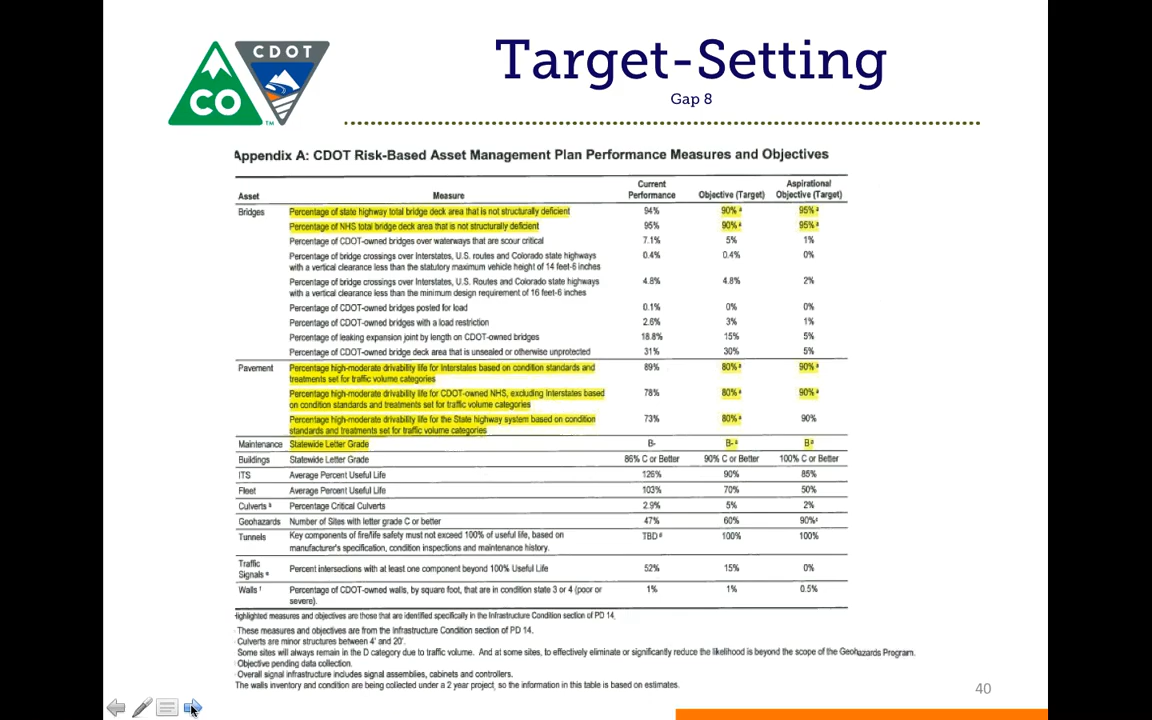 CDOT
CO
TM
Target-Setting
Gap 8
Appendix A: CDOT Risk-Based Asset Management Plan Performance Measures and Objectives
Asset Measure Current Performance Objective (Target) Aspirational Objective (Target)
Bridges Percentage of state highway total bridge deck area that is not structurally deficient 94% 90% a 95% a
Percentage of NHS total bridge deck area that is not structurally deficient 95% 90% a 95% a
Percentage of CDOT-owned bridges over waterways that are scour critical 7.1% 5% 1%
Percentage of bridge crossings over Interstates, U.S. routes and Colorado state highways
with a vertical clearance less than the statutory maximum vehicle height of 14 feet-6 inches 0.4% 0.4% 0%
Percentage of bridge crossings over Interstates, U.S. Routes and Colorado state highways
with a vertical clearance less than the minimum design requirement of 16 feet-6 inches 4.8% 4.8% 2%
Percentage of CDOT-owned bridges posted for load 0.1% 0% 0%
Percentage of CDOT-owned bridges with a load restriction 2.6% 3% 1%
Percentage of leaking expansion joint by length on CDOT-owned bridges 18.8% 15% 5%
Percentage of CDOT-owned bridge deck area that is unsealed or otherwise unprotected 31% 30% 5%
Pavement Percentage high-moderate drivability life for Interstates based on condition standards and
treatments set for traffic volume categories 89% 80% a 90% a
Percentage high-moderate drivability life for CDOT-owned NHS, excluding Interstates based
on condition standards and treatments set for traffic volume categories 78% 80% a 90% a
Percentage high-moderate drivability life for the State highway system based on condition
standards and treatments set for traffic volume categories 73% 80% a 90%
Maintenance Statewide Letter Grade B- B- a B a
Buildings Statewide Letter Grade 86% C or Better 90% C or Better 100% C or Better
ITS Average Percent Useful Life 126% 90% 85%
Fleet Average Percent Useful Life 103% 70% 50%
Culverts b Percentage Critical Culverts 2.9% 5% 2%
Geohazards Number of Sites with letter grade C or better 47% 60% 90% c
Tunnels Key components of fire/life safety must not exceed 100% of useful life, based on
manufacturer's specification, condition inspections and maintenance history. TBD d 100% 100%
Traffic Signals e Percent intersections with at least one component beyond 100% Useful Life 52% 15% 0%
Walls f Percentage of CDOT-owned walls, by square foot, that are in condition state 3 or 4 (poor or
severe). 1% 1% 0.5%
Highlighted measures and objectives are those that are identified specifically in the Infrastructure Condition section of PD 14.
These measures and objectives are from the Infrastructure Condition section of PD 14.
Culverts are minor structures between 4' and 20'.
Some sites will always remain in the D category due to traffic volume. And at some sites, to effectively eliminate or significantly reduce the likelihood is beyond the scope of the Geohazards Program.
Objective pending data collection.
Overall signal infrastructure includes signal assemblies, cabinets and controllers.
The walls inventory and condition are being collected under a 2 year project, so the information in this table is based on estimates.
40